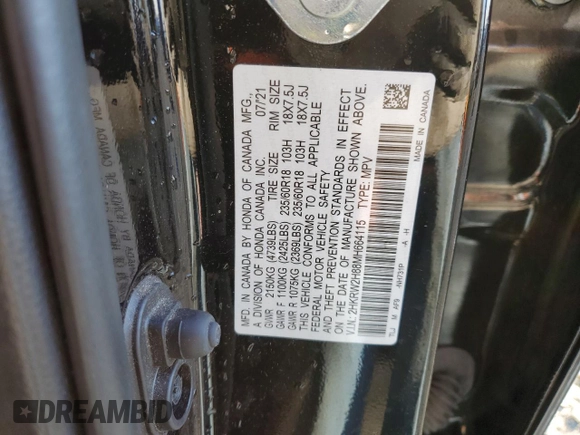 MFD. IN CANADA BY HONDA OF CANADA MFG.,
A DIVISION OF HONDA CANADA INC. 07/21
TIRE SIZE RIM SIZE
GVWR 2150KG (4739LBS)
GAWR F 1100KG (2425LBS) 235/60R18 103H 18X7.5J
GAWR R 1075KG (2369LBS) 235/60R18 103H 18X7.5J
THIS VEHICLE CONFORMS TO ALL APPLICABLE
FEDERAL MOTOR VEHICLE SAFETY
AND THEFT PREVENTION STANDARDS IN EFFECT
ON THE DATE OF MANUFACTURE SHOWN ABOVE.
V.I.N.: 2HKRW2H88MH664115 TYPE: MPV
TLJ M AFB -NH731P -A -H
MADE IN CANADA
DREAMBID